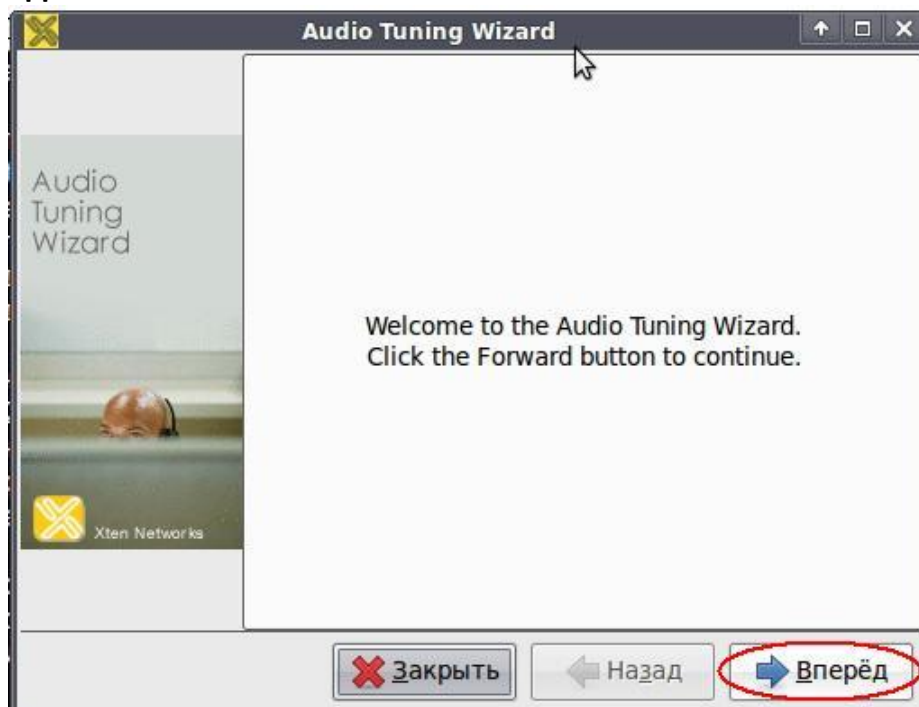 Audio Tuning Wizard
Audio
Tuning
Wizard
Welcome to the Audio Tuning Wizard.
Click the Forward button to continue.
Xten Networks
Закрыть
Назад
Вперёд